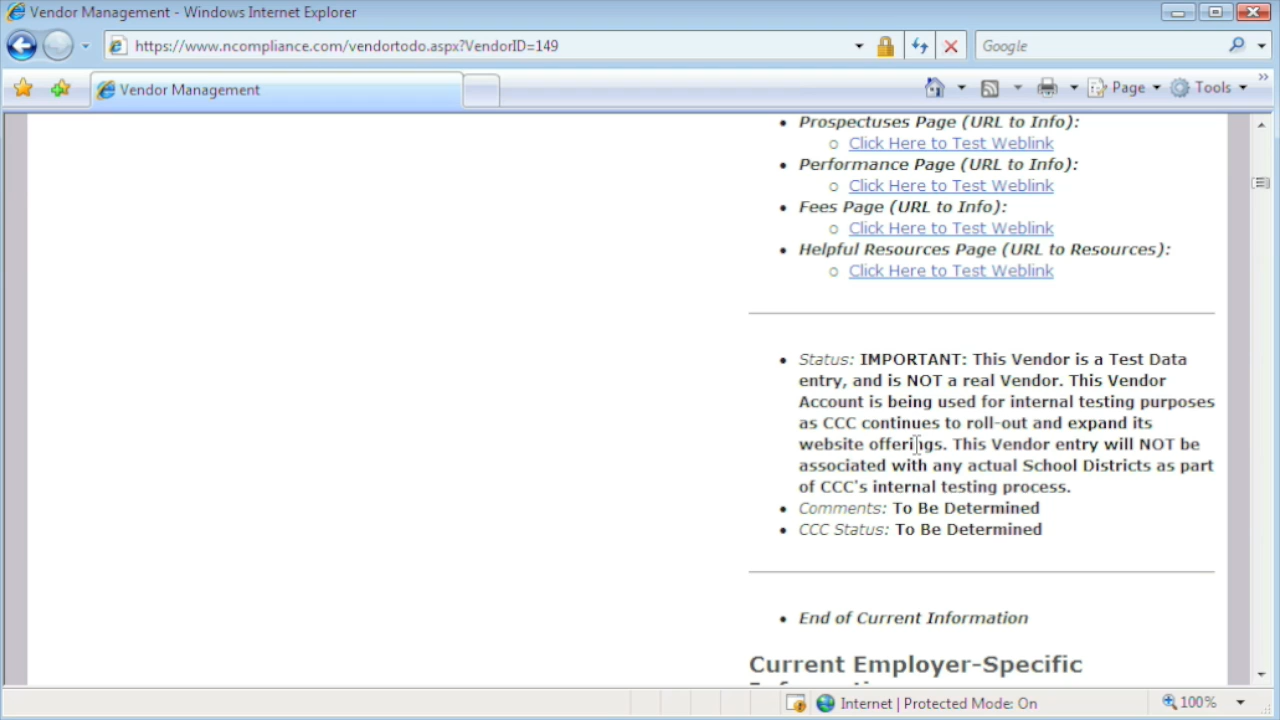 Vendor Management - Windows Internet Explorer
https://www.ncompliance.com/vendortodo.aspx?VendorID=149
Google
Vendor Management
Page
Tools
Prospectuses Page (URL to Info):
Click Here to Test Weblink
Performance Page (URL to Info):
Click Here to Test Weblink
Fees Page (URL to Info):
Click Here to Test Weblink
Helpful Resources Page (URL to Resources):
Click Here to Test Weblink
Status: IMPORTANT: This Vendor is a Test Data
entry, and is NOT a real Vendor. This Vendor
Account is being used for internal testing purposes
as CCC continues to roll-out and expand its
website offerings. This Vendor entry will NOT be
associated with any actual School Districts as part
of CCC's internal testing process.
Comments: To Be Determined
CCC Status: To Be Determined
End of Current Information
Current Employer-Specific
Internet | Protected Mode: On
100%